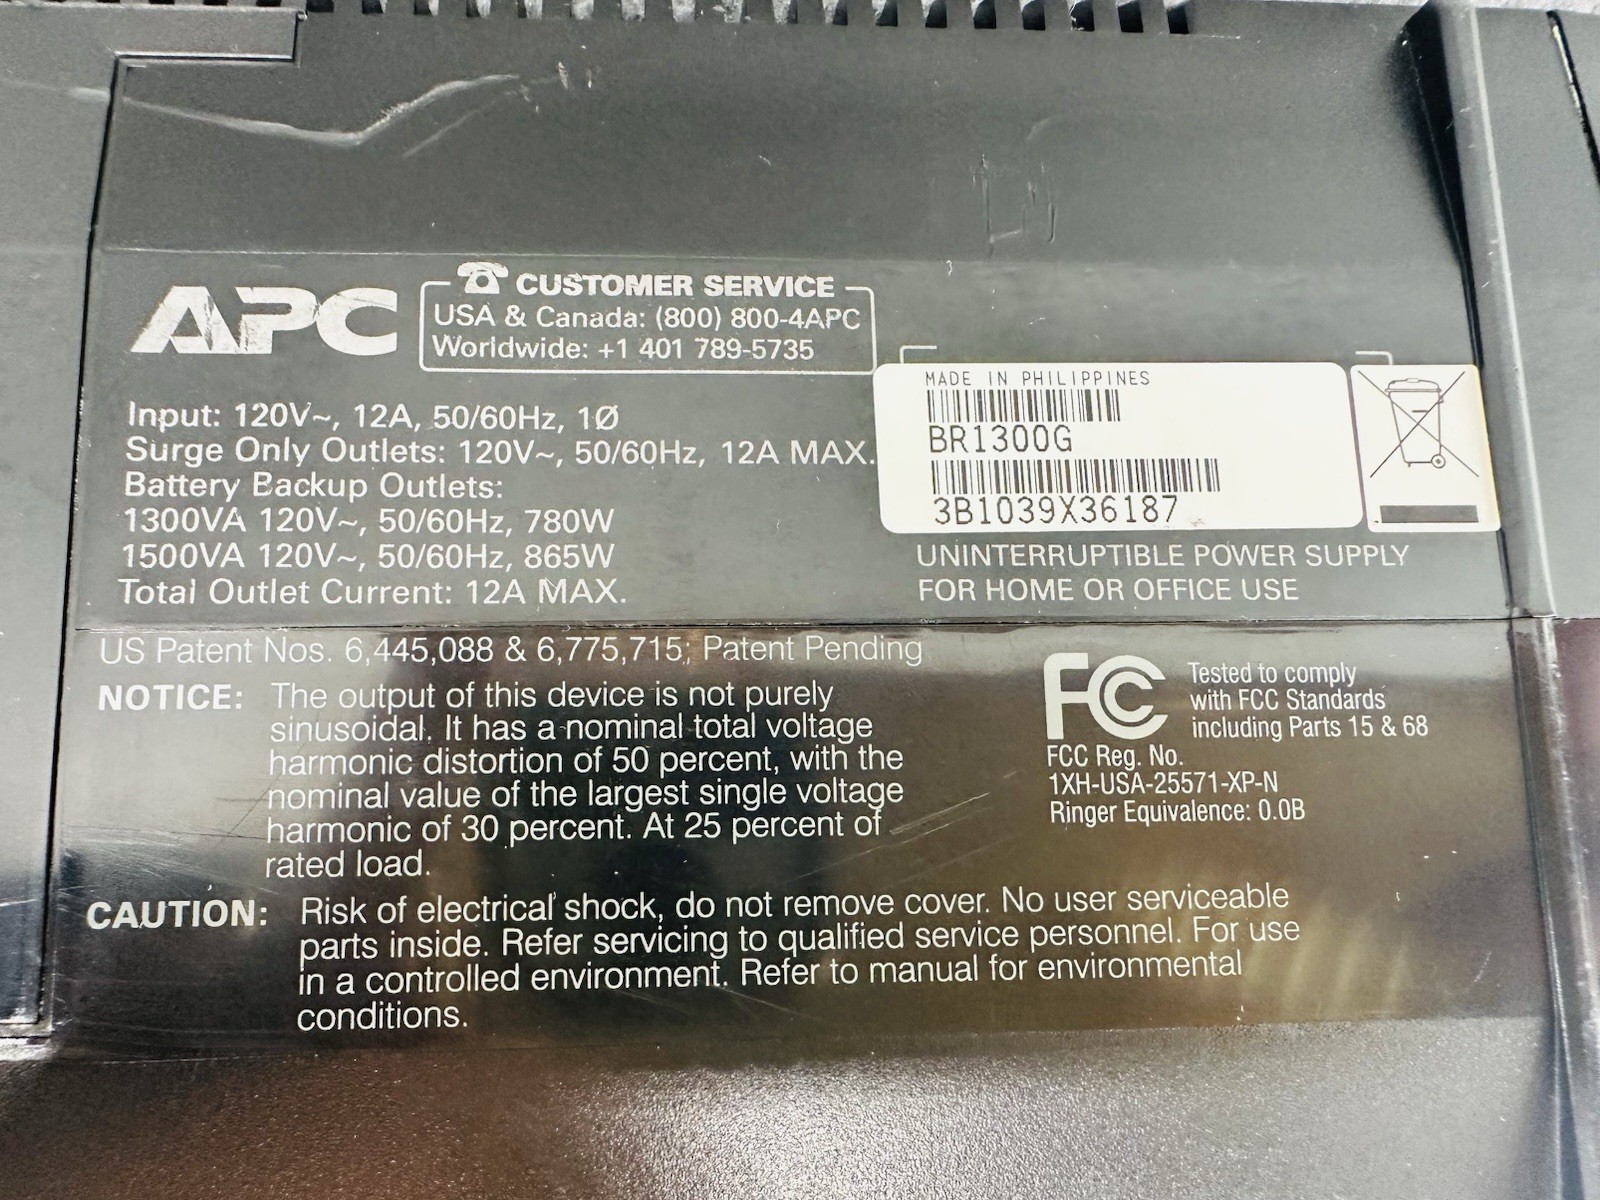 APC
CUSTOMER SERVICE
USA & Canada: (800) 800-4APC
Worldwide: +1 401 789-5735
Input: 120V~, 12A, 50/60Hz, 1Ø
Surge Only Outlets: 120V~, 50/60Hz, 12A MAX.
Battery Backup Outlets:
1300VA 120V~, 50/60Hz, 780W
1500VA 120V~, 50/60Hz, 865W
Total Outlet Current: 12A MAX.
MADE IN PHILIPPINES
BR1300G
3B1039X36187
UNINTERRUPTIBLE POWER SUPPLY
FOR HOME OR OFFICE USE
US Patent Nos. 6,445,088 & 6,775,715; Patent Pending
NOTICE: The output of this device is not purely
sinusoidal. It has a nominal total voltage
harmonic distortion of 50 percent, with the
nominal value of the largest single voltage
harmonic of 30 percent. At 25 percent of
rated load.
FC
Tested to comply
with FCC Standards
including Parts 15 & 68
FCC Reg. No.
1XH-USA-25571-XP-N
Ringer Equivalence: 0.0B
CAUTION: Risk of electrical shock, do not remove cover. No user serviceable
parts inside. Refer servicing to qualified service personnel. For use
in a controlled environment. Refer to manual for environmental
conditions.